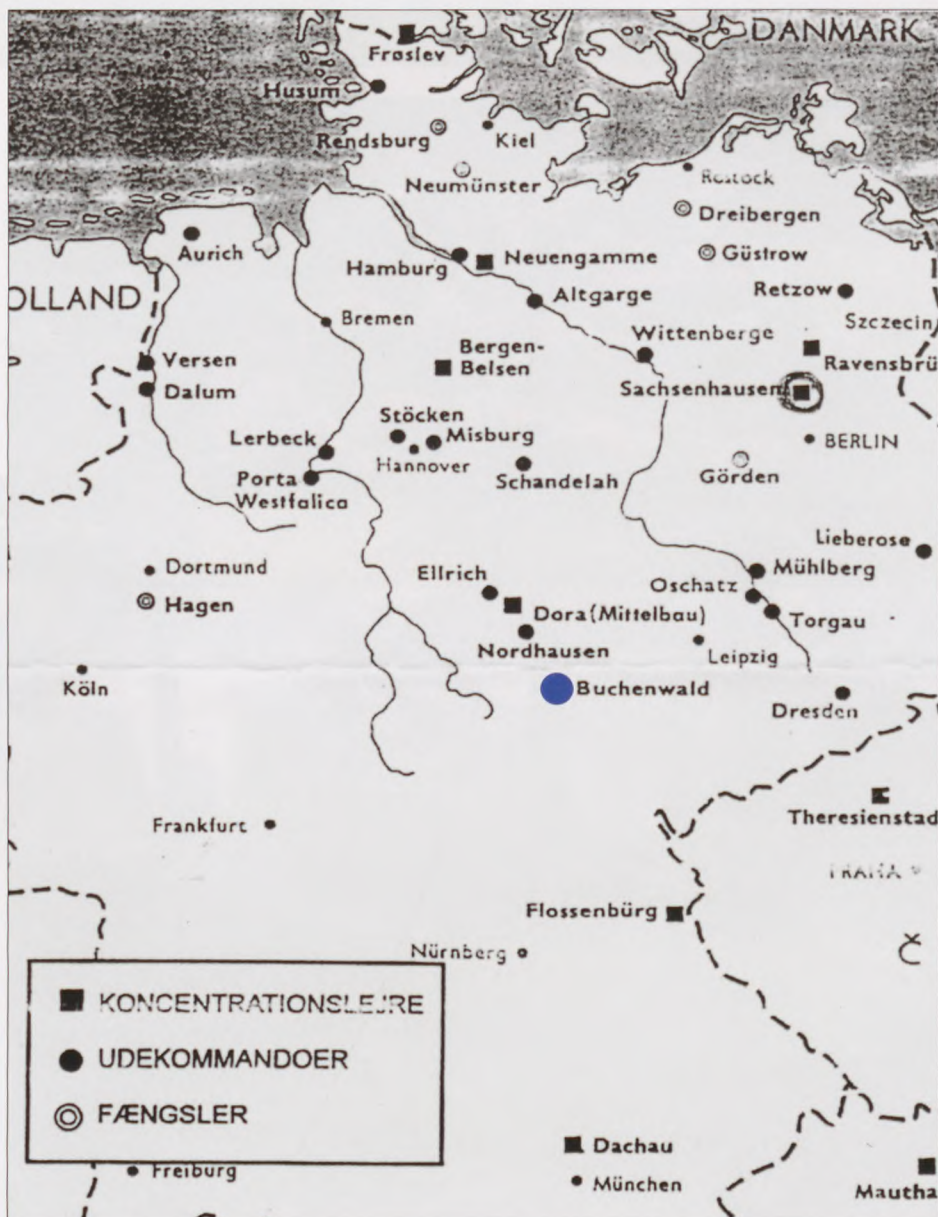 DANMARK
Frøslev
Husum
Rendsburg
Kiel
Neumünster
Rostock
Dreibergen
Aurich
Güstrow
Hamburg
Neuengamme
OLLAND
Altgarge
Retzow
Bremen
Szczecin
Wittenberge
Versen
Bergen-
Belsen
Ravensbrü
Dalum
Sachsenhausen
Stöcken
Misburg
BERLIN
Lerbeck
Hannover
Porta
Westfalica
Schandelah
Görden
Lieberose
Dortmund
Ellrich
Mühlberg
Oschatz
Hagen
Dora (Mittelbau)
Torgau
Nordhausen
Leipzig
Köln
Buchenwald
Dresden
Theresienstad
Frankfurt
PRAHA
Flossenbürg
Nürnberg
Č
KONCENTRATIONSLEJRE
UDEKOMMANDOER
FÆNGSLER
Dachau
Freiburg
München
Mautha